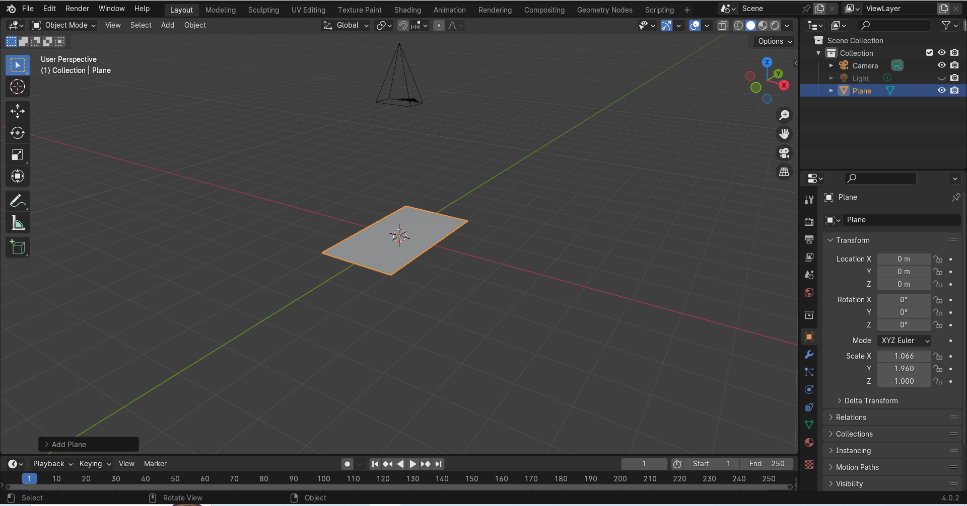 File Edit Render Window Help Layout Modeling Sculpting UV Editing Texture Paint Shading Animation Rendering Compositing Geometry Nodes Scripting Scene ViewLayer
Object Mode View Select Add Object Global
Options
User Perspective
(1) Collection | Plane
X
Y
Z
Add Plane
Scene Collection
Collection
Camera
Light
Plane
Plane
Plane
Transform
Location X 0 m
Y 0 m
Z 0 m
Rotation X 0°
Y 0°
Z 0°
Mode XYZ Euler
Scale X 1.066
Y 1.960
Z 1.000
Delta Transform
Relations
Collections
Instancing
Motion Paths
Visibility
Playback Keying View Marker 1 Start 1 End 250
1 10 20 30 40 50 60 70 80 90 100 110 120 130 140 150 160 170 180 190 200 210 220 230 240 250
Select Rotate View Object 4.0.2